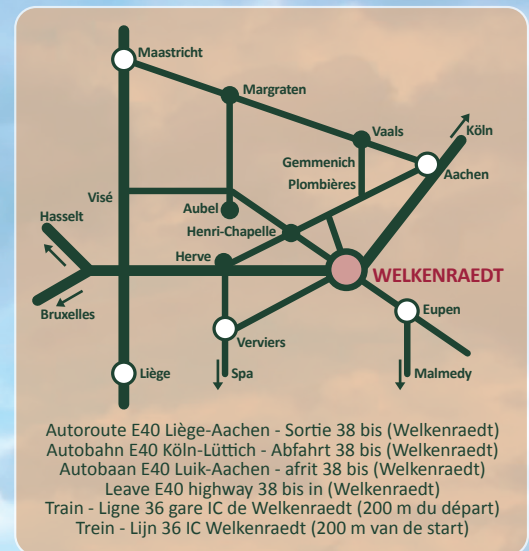 Maastricht
Margraten
Köln
Vaals
Gemmenich
Aachen
Plombières
Visé
Aubel
Hasselt
Henri-Chapelle
Herve
WELKENRAEDT
Bruxelles
Eupen
Verviers
Liège
Spa
Malmedy
Autoroute E40 Liège-Aachen - Sortie 38 bis (Welkenraedt)
Autobahn E40 Köln-Lüttich - Abfahrt 38 bis (Welkenraedt)
Autobaan E40 Luik-Aachen - afrit 38 bis (Welkenraedt)
Leave E40 highway 38 bis in (Welkenraedt)
Train - Ligne 36 gare IC de Welkenraedt (200 m du départ)
Trein - Lijn 36 IC Welkenraedt (200 m van de start)